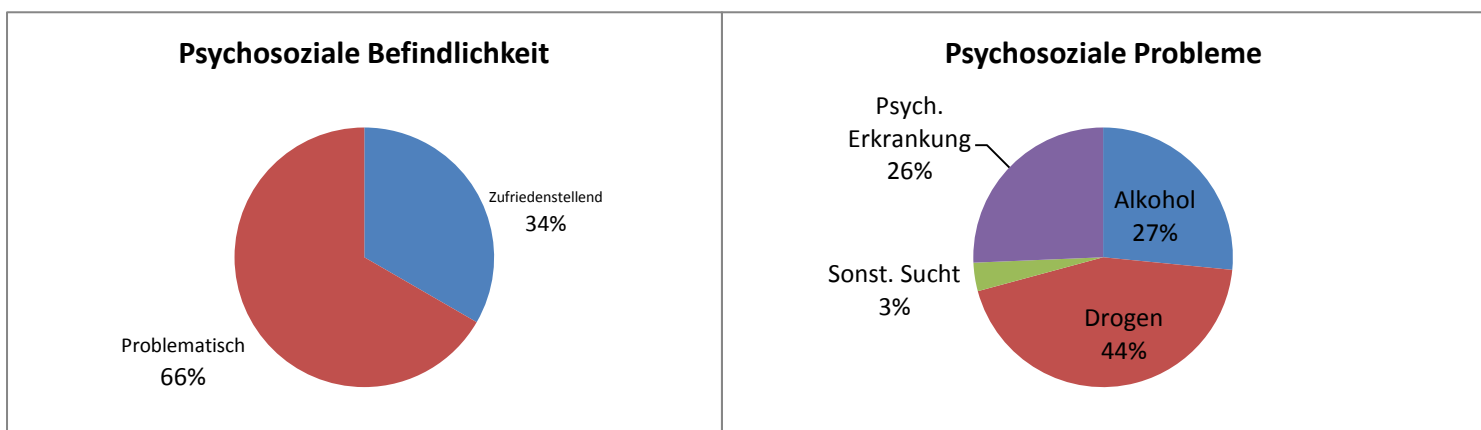 Psychosoziale Befindlichkeit
Zufriedenstellend
34%
Problematisch
66%
Psychosoziale Probleme
Psych.
Erkrankung
26%
Alkohol
27%
Sonst. Sucht
3%
Drogen
44%